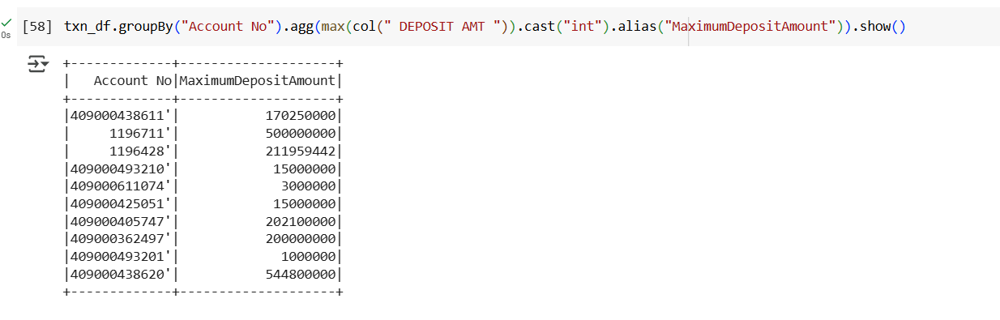 [58] txn_df.groupBy("Account No").agg(max(col(" DEPOSIT AMT ")).cast("int").alias("MaximumDepositAmount")).show()
0s
+-------------+--------------------+
|   Account No|MaximumDepositAmount|
+-------------+--------------------+
|409000438611'|           170250000|
|     1196711'|           500000000|
|     1196428'|           211959442|
|409000493210'|            15000000|
|409000611074'|             3000000|
|409000425051'|            15000000|
|409000405747'|           202100000|
|409000362497'|           200000000|
|409000493201'|             1000000|
|409000438620'|           544800000|
+-------------+--------------------+